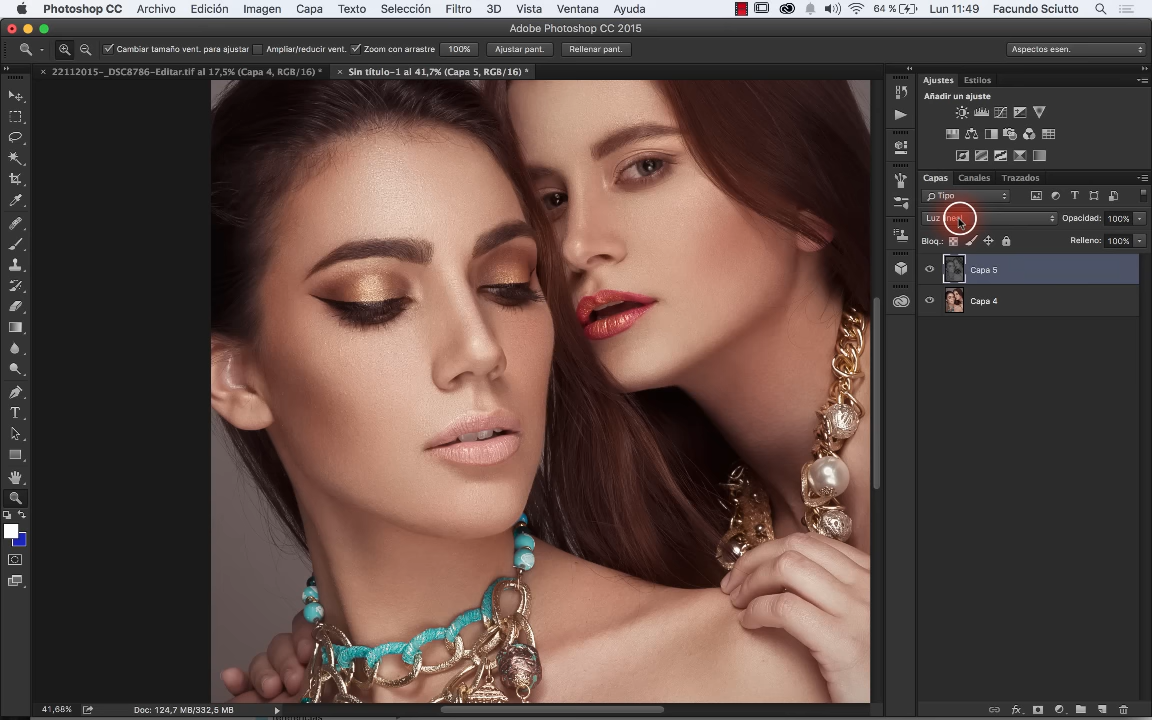 Photoshop CC Archivo Edición Imagen Capa Texto Selección Filtro 3D Vista Ventana Ayuda 64 % Lun 11:49 Facundo Sciutto
Adobe Photoshop CC 2015
Cambiar tamaño vent. para ajustar Ampliar/reducir vent. Zoom con arrastre 100% Ajustar pant. Rellenar pant. Aspectos esen.
× 22112015-_DSC8786-Editar.tif al 17,5% (Capa 4, RGB/16) * × Sin título-1 al 41,7% (Capa 5, RGB/16) *
Ajustes Estilos
Añadir un ajuste
Capas Canales Trazados
Tipo
Luz lineal Opacidad: 100%
Bloq.: Relleno: 100%
Capa 5
Capa 4
41,68% Doc: 124,7 MB/332,5 MB